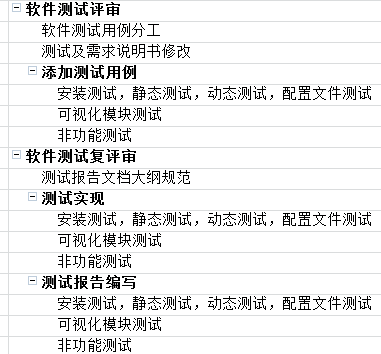 软件测试评审
软件测试用例分工
测试及需求说明书修改
添加测试用例
安装测试，静态测试，动态测试，配置文件测试
可视化模块测试
非功能测试
软件测试复评审
测试报告文档大纲规范
测试实现
安装测试，静态测试，动态测试，配置文件测试
可视化模块测试
非功能测试
测试报告编写
安装测试，静态测试，动态测试，配置文件测试
可视化模块测试
非功能测试